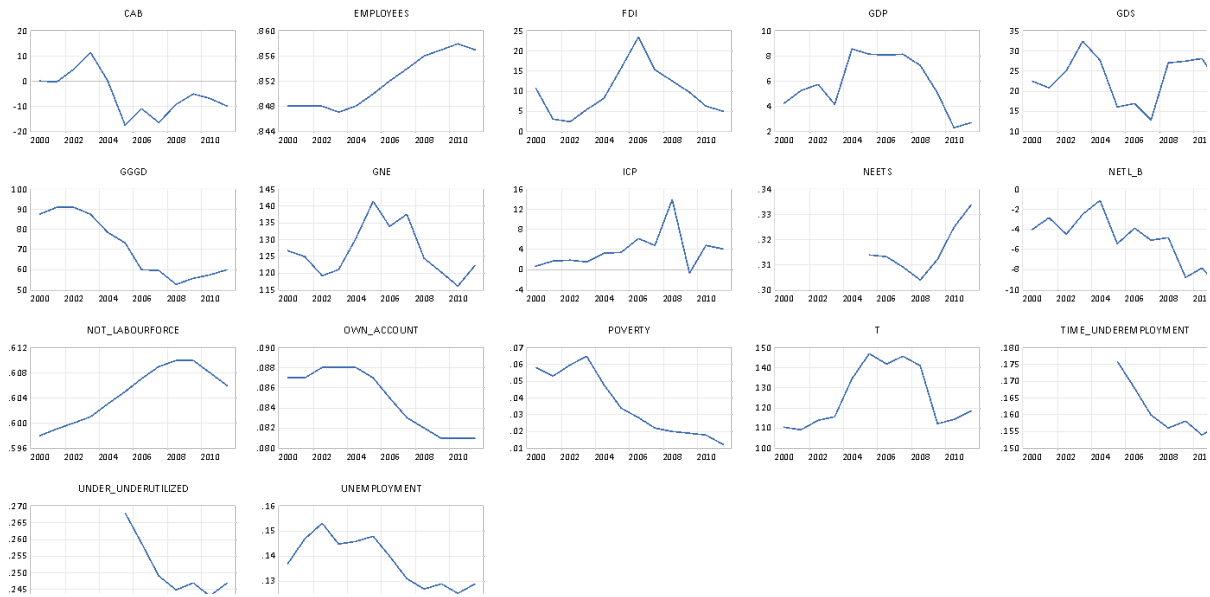 CAB EMPLOYEES FDI GDP GDS
20 .860 25 10 35
10 .856 20 8 30
0 .852 15 6 25
10 20
-10 .848 5 4 15
-20 .844 0 2 10
2000 2002 2004 2006 2008 2010 2000 2002 2004 2006 2008 2010 2000 2002 2004 2006 2008 2010 2000 2002 2004 2006 2008 2010 2000 2002 2004 2006 2008 2010
GGGD GNE ICP NEETS NETL_B
100 145 16 .34 0
90 140 12 -2
80 135 .33 -4
130 8
70 125 4 .32 -6
60 120 0 .31 -8
50 115 -4 .30 -10
2000 2002 2004 2006 2008 2010 2000 2002 2004 2006 2008 2010 2000 2002 2004 2006 2008 2010 2000 2002 2004 2006 2008 2010 2000 2002 2004 2006 2008 2010
NOT_LABOURFORCE OWN_ACCOUNT POVERTY T TIME_UNDEREMPLOYMENT
.612 .090 .07 150 .180
.608 .088 .06 140 .175
.086 .05 130 .170
.604 .04 .165
.600 .084 .03 120 .160
.082 .02 110 .155
.596 .080 .01 100 .150
2000 2002 2004 2006 2008 2010 2000 2002 2004 2006 2008 2010 2000 2002 2004 2006 2008 2010 2000 2002 2004 2006 2008 2010 2000 2002 2004 2006 2008
UNDER_UNDERUTILIZED UNEMPLOYMENT
.270 .16
.265
.260 .15
.255 .14
.250
.245 .13